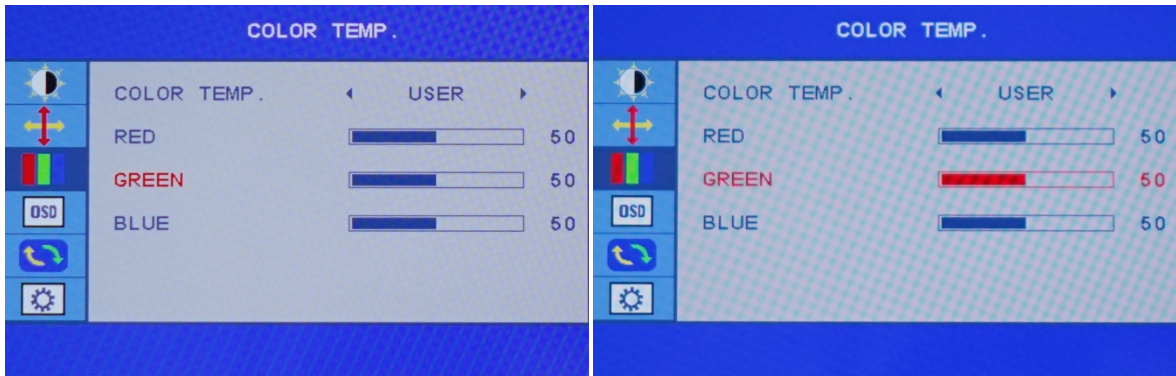 COLOR TEMP.
COLOR TEMP. USER
RED 50
GREEN 50
BLUE 50
OSD
COLOR TEMP.
COLOR TEMP. USER
RED 50
GREEN 50
BLUE 50
OSD